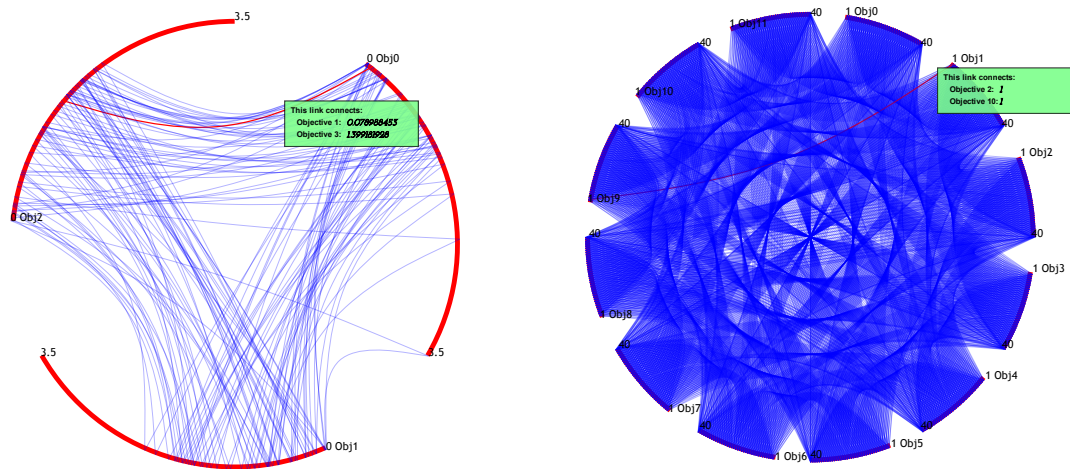 3.5
0 Obj0
This link connects:
Objective 1: 0.078988453
Objective 3: 1.399181928
0 Obj2
3.5
3.5
0 Obj1
40
1 Obj0
1 Obj11
40
40
1 Obj1
This link connects:
Objective 2: 1
Objective 10: 1
1 Obj10
40
40
1 Obj2
1 Obj9
40
40
1 Obj3
1 Obj8
40
40
1 Obj4
1 Obj7
40
40
1 Obj5
1 Obj6
40